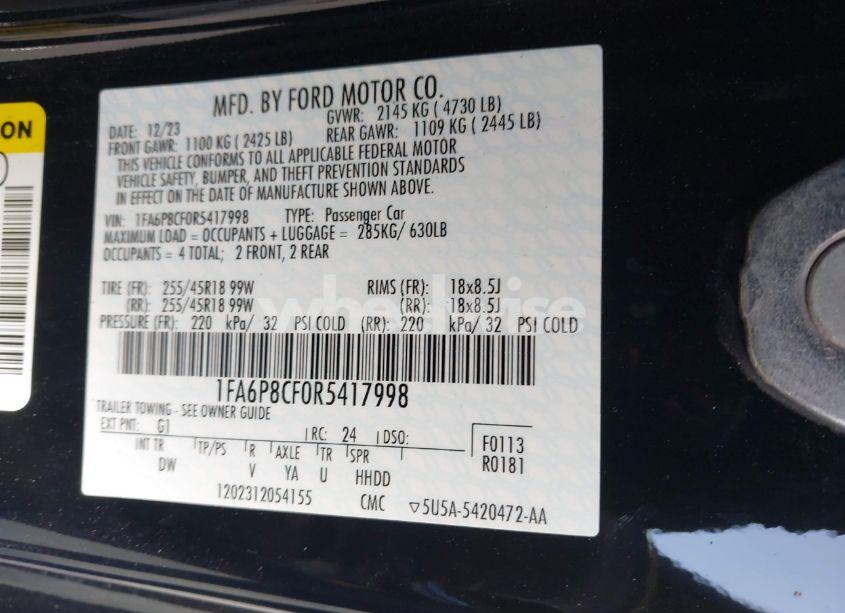 ON
MFD. BY FORD MOTOR CO.
DATE: 12/23 GVWR: 2145 KG ( 4730 LB)
FRONT GAWR: 1100 KG ( 2425 LB) REAR GAWR: 1109 KG ( 2445 LB)
THIS VEHICLE CONFORMS TO ALL APPLICABLE FEDERAL MOTOR
VEHICLE SAFETY, BUMPER, AND THEFT PREVENTION STANDARDS
IN EFFECT ON THE DATE OF MANUFACTURE SHOWN ABOVE.
VIN: 1FA6P8CF0R5417998 TYPE: Passenger Car
MAXIMUM LOAD = OCCUPANTS + LUGGAGE = 285KG/ 630LB
OCCUPANTS = 4 TOTAL; 2 FRONT, 2 REAR
TIRE (FR): 255/45R18 99W RIMS (FR): 18x8.5J
(RR): 255/45R18 99W (RR): 18x8.5J
PRESSURE (FR): 220 kPa/ 32 PSI COLD (RR): 220 kPa/ 32 PSI COLD
1FA6P8CF0R5417998
TRAILER TOWING - SEE OWNER GUIDE
EXT PNT: G1 RC: 24 DSO: F0113
INT TR TP/PS R AXLE TR SPR R0181
DW V YA U HHDD
1202312054155 CMC ▽5U5A-5420472-AA